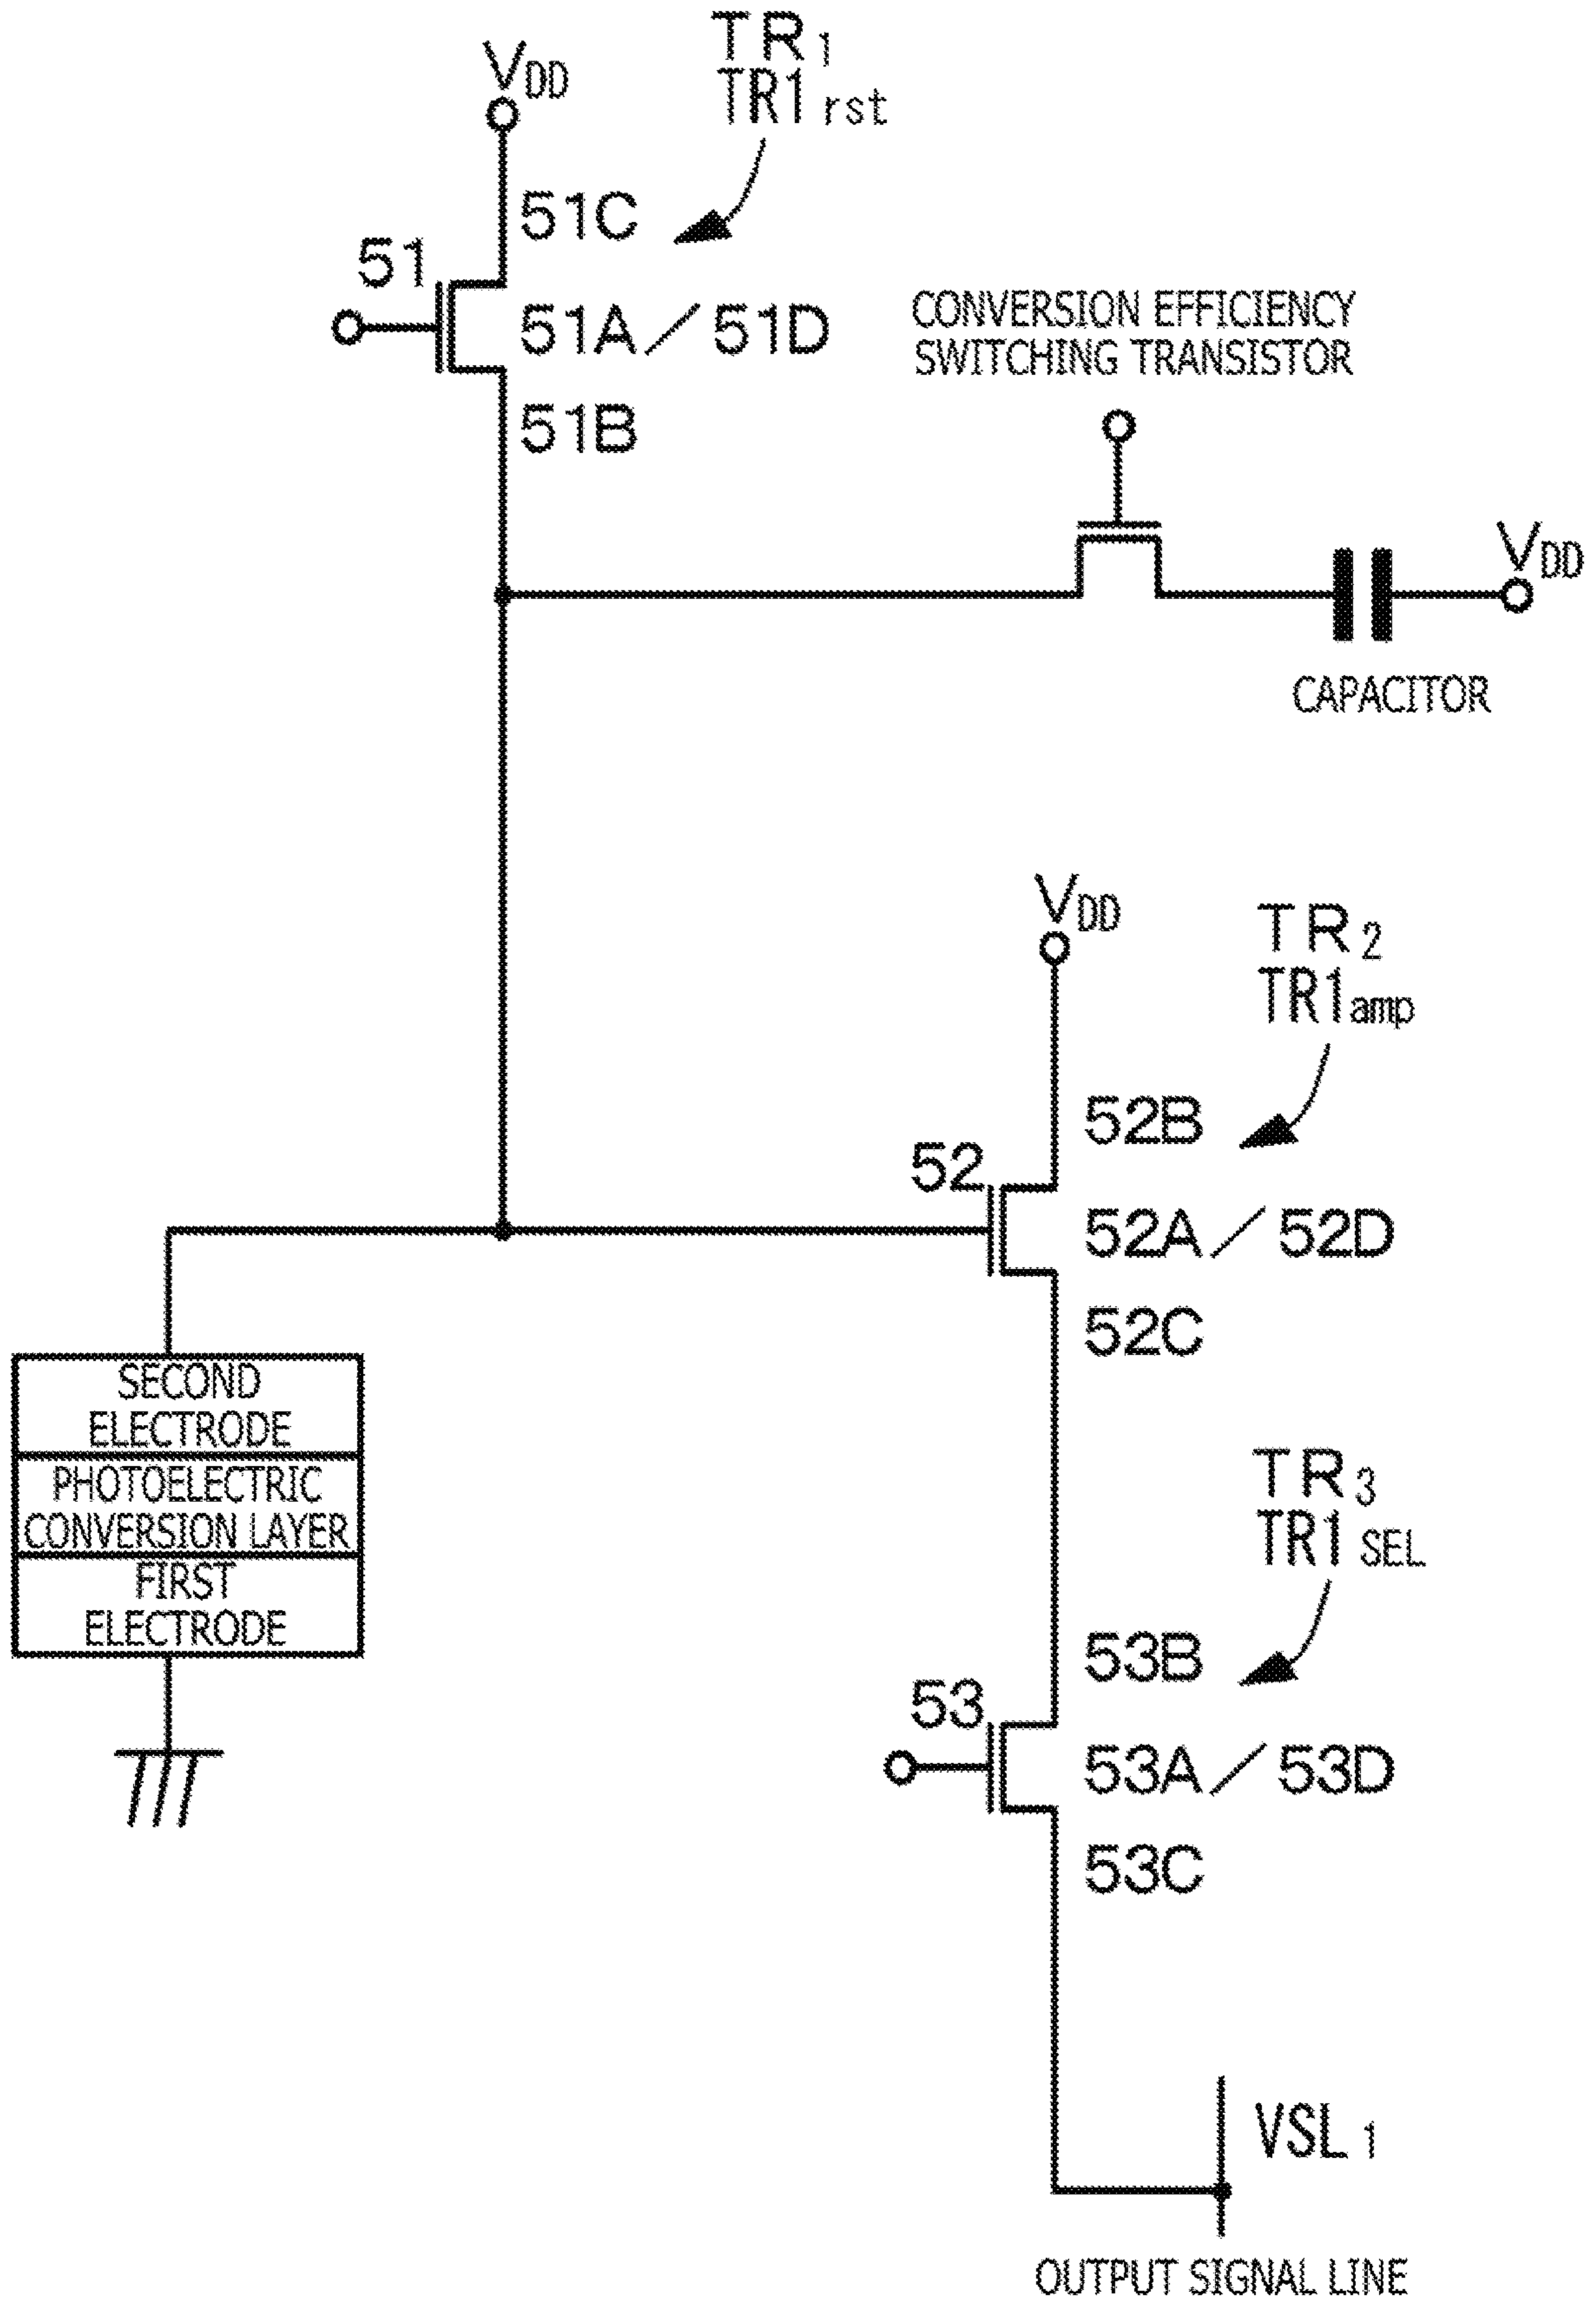 TR1
VDD
TR1rst
51C
51
51A／51D
CONVERSION EFFICIENCY
SWITCHING TRANSISTOR
51B
VDD
CAPACITOR
VDD
TR2
TR1amp
52B
52
52A／52D
52C
SECOND
ELECTRODE
PHOTOELECTRIC
CONVERSION LAYER
FIRST
ELECTRODE
TR3
TR1SEL
53B
53
53A／53D
53C
VSL1
OUTPUT SIGNAL LINE